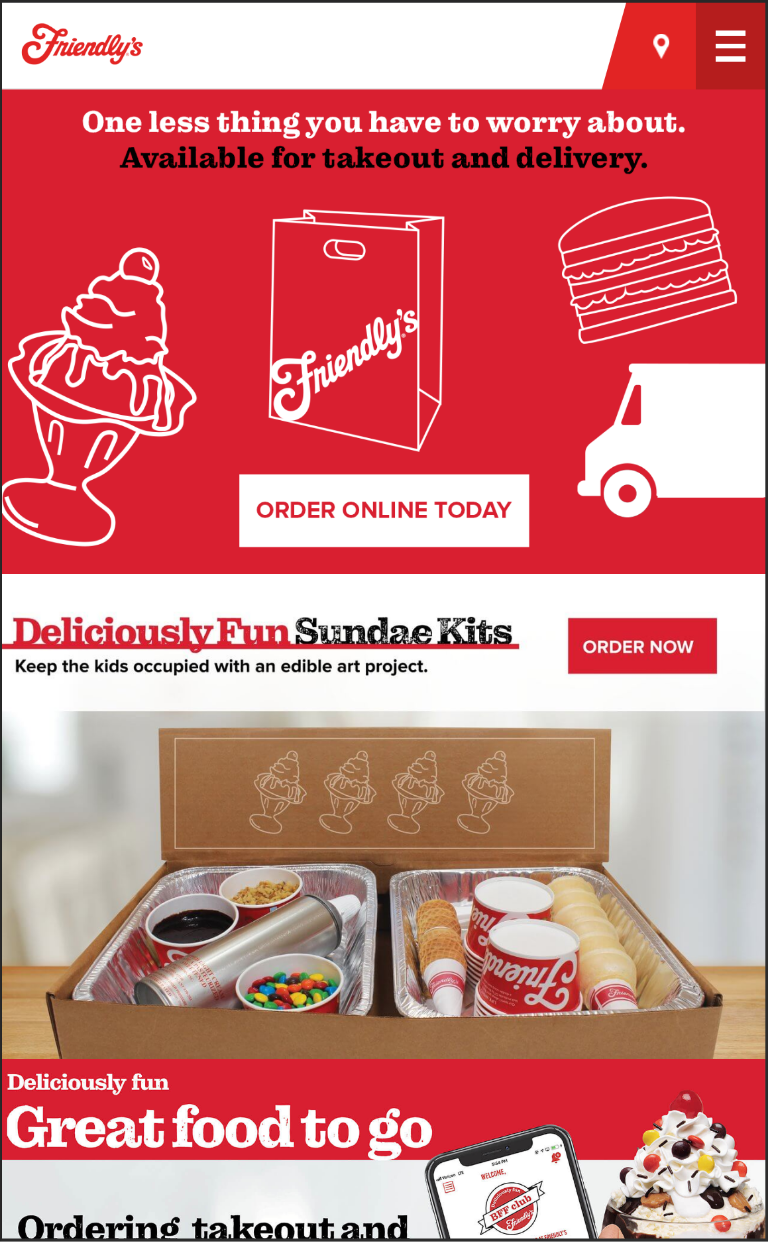 Friendly's
One less thing you have to worry about.
Available for takeout and delivery.
Friendly's
ORDER ONLINE TODAY
Deliciously Fun Sundae Kits
Keep the kids occupied with an edible art project.
ORDER NOW
Deliciously fun
Great food to go
WELCOME,
BFF club
Friendly's
Ordering takeout and